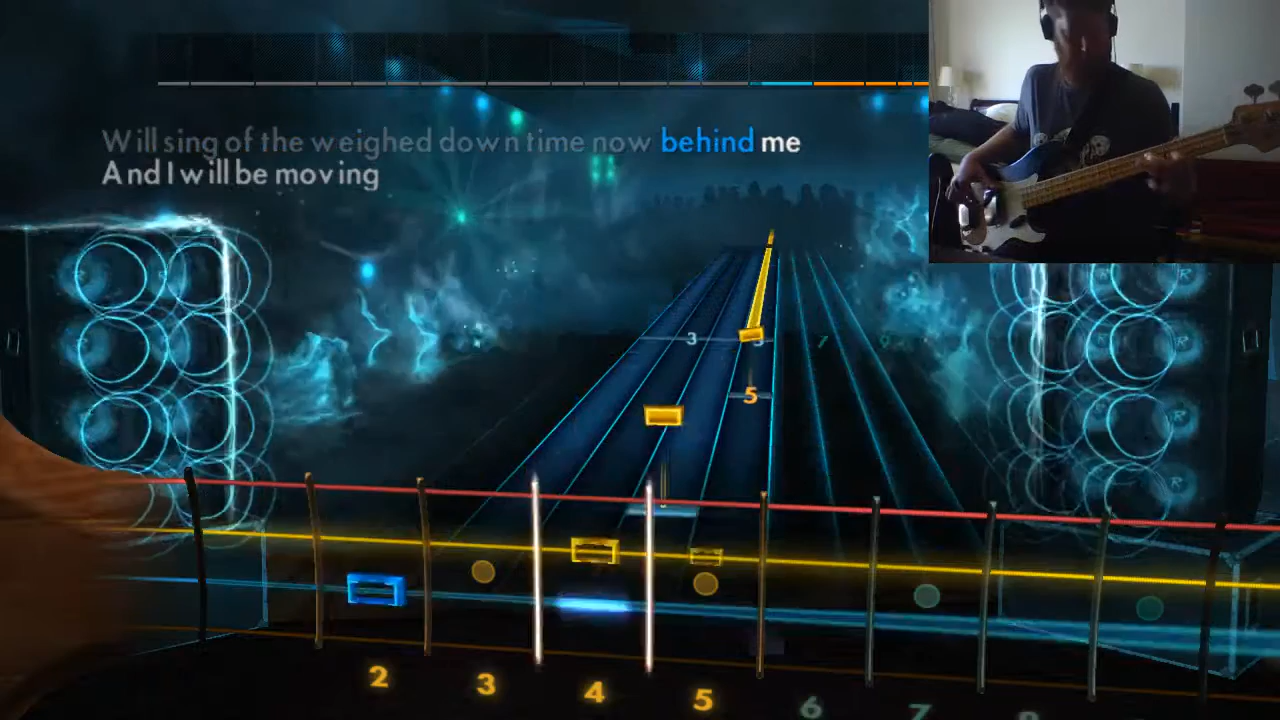 Will sing of the weighed down time now behind me
And I will be moving
3 5 7 9
5
2 3 4 5 6 7 8